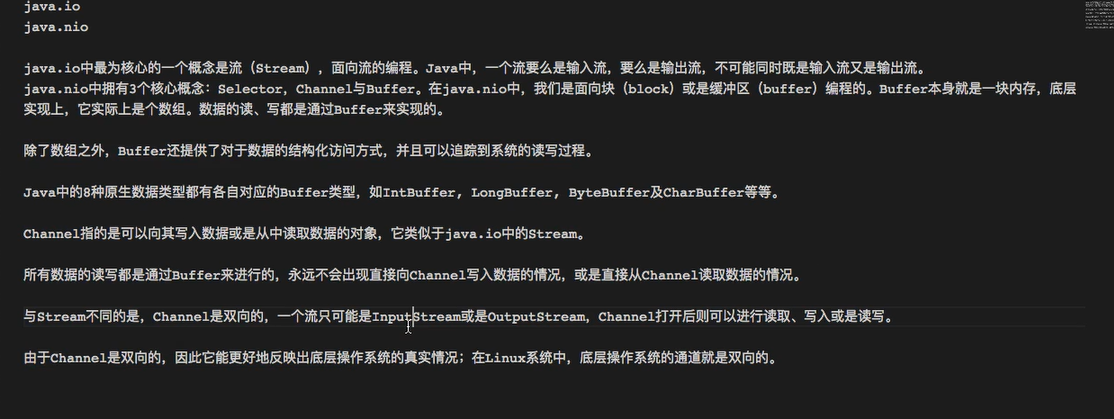 java.io
java.nio
java.io中最为核心的一个概念是流（Stream），面向流的编程。Java中，一个流要么是输入流，要么是输出流，不可能同时既是输入流又是输出流。
java.nio中拥有3个核心概念：Selector，Channel与Buffer。在java.nio中，我们是面向块（block）或是缓冲区（buffer）编程的。Buffer本身就是一块内存，底层
实现上，它实际上是个数组。数据的读、写都是通过Buffer来实现的。
除了数组之外，Buffer还提供了对于数据的结构化访问方式，并且可以追踪到系统的读写过程。
Java中的8种原生数据类型都有各自对应的Buffer类型，如IntBuffer, LongBuffer, ByteBuffer及CharBuffer等等。
Channel指的是可以向其写入数据或是从中读取数据的对象，它类似于java.io中的Stream。
所有数据的读写都是通过Buffer来进行的，永远不会出现直接向Channel写入数据的情况，或是直接从Channel读取数据的情况。
与Stream不同的是，Channel是双向的，一个流只可能是InputStream或是OutputStream，Channel打开后则可以进行读取、写入或是读写。
由于Channel是双向的，因此它能更好地反映出底层操作系统的真实情况；在Linux系统中，底层操作系统的通道就是双向的。